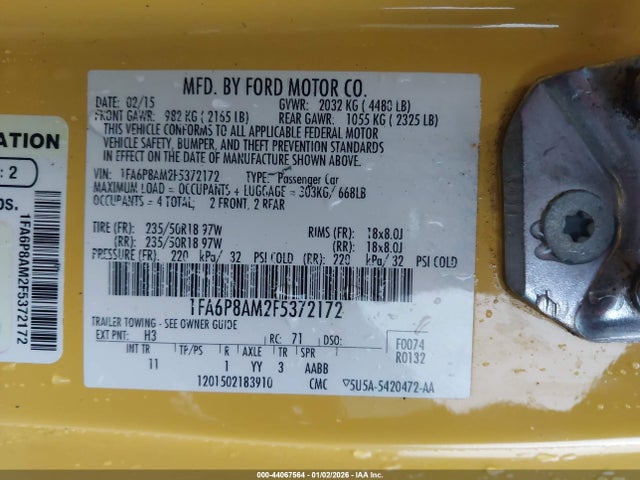 MFD. BY FORD MOTOR CO.
DATE: 02/15 GVWR: 2032 KG ( 4480 LB)
FRONT GAWR: 982 KG ( 2165 LB) REAR GAWR: 1055 KG ( 2325 LB)
THIS VEHICLE CONFORMS TO ALL APPLICABLE FEDERAL MOTOR
VEHICLE SAFETY, BUMPER, AND THEFT PREVENTION STANDARDS
IN EFFECT ON THE DATE OF MANUFACTURE SHOWN ABOVE.
VIN: 1FA6P8AM2F5372172 TYPE: Passenger Car
MAXIMUM LOAD = OCCUPANTS + LUGGAGE = 303KG/ 668LB
OCCUPANTS = 4 TOTAL, 2 FRONT, 2 REAR
TIRE (FR): 235/50R18 97W RIMS (FR): 18x8.0J
(RR): 235/50R18 97W (RR): 18x8.0J
PRESSURE (FR): 220 kPa/ 32 PSI COLD (RR): 220 kPa/ 32 PSI COLD
1FA6P8AM2F5372172
TRAILER TOWING - SEE OWNER GUIDE
EXT PNT: H3 RC: 71 DSO: F0074
R0132
INT TR TP/PS R AXLE TR SPR
11 1 YY 3 AABB
1201502183910 CMC 5U5A-5420472-AA
ATION
: 2
bs.
1FA6P8AM2F5372172
000-44067564 - 01/02/2026 - IAA Inc.